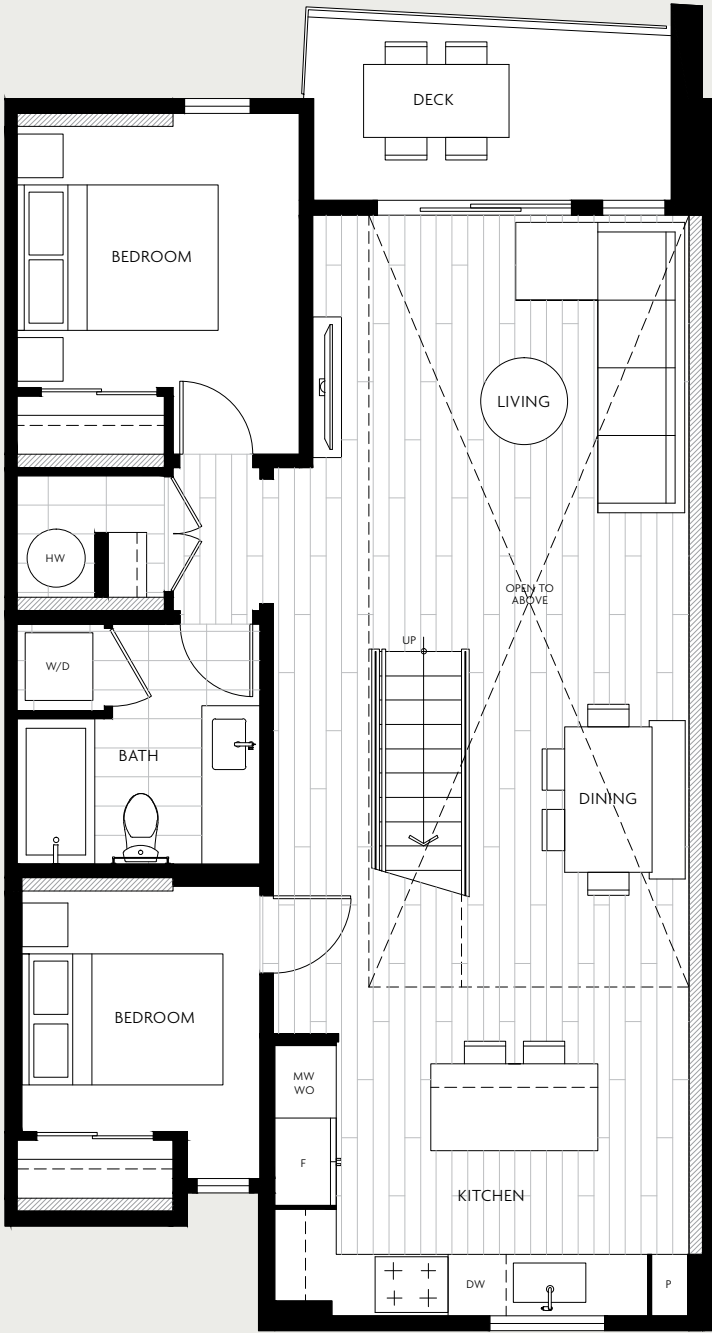 DECK
BEDROOM
LIVING
HW
OPEN TO
ABOVE
UP
W/D
BATH
DINING
BEDROOM
MW
WO
F
KITCHEN
DW
P